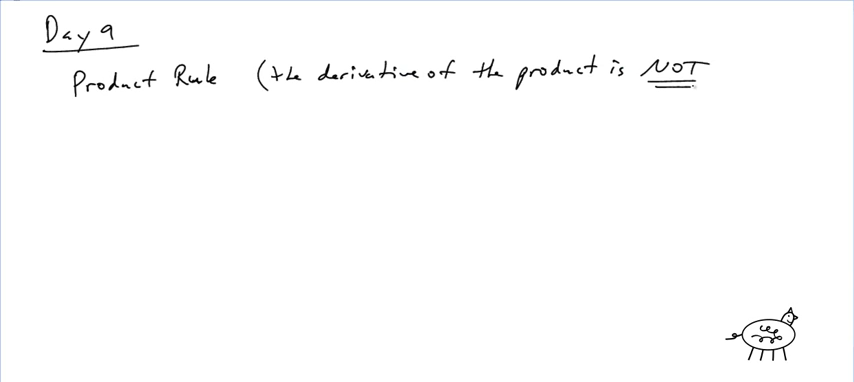 Day 9
Product Rule (the derivative of the product is NOT